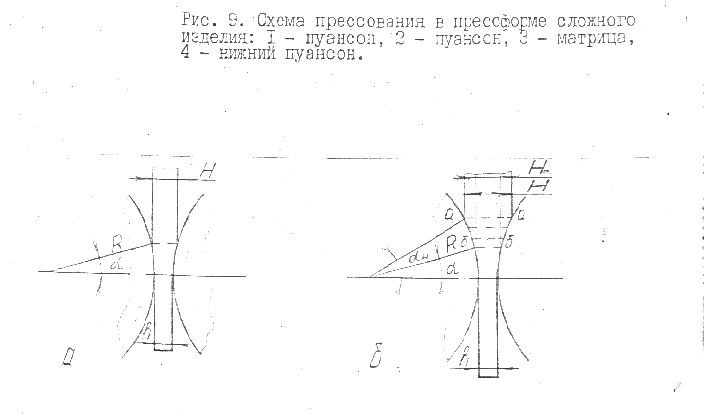 Рис. 9. Схема прессования в прессформе сложного
изделия: I - пуансон, 2 - пуансон, 3 - матрица,
4 - нижний пуансон.
H
Hн
H
a a
R
R б б
α
αн
α
h
h
а
б